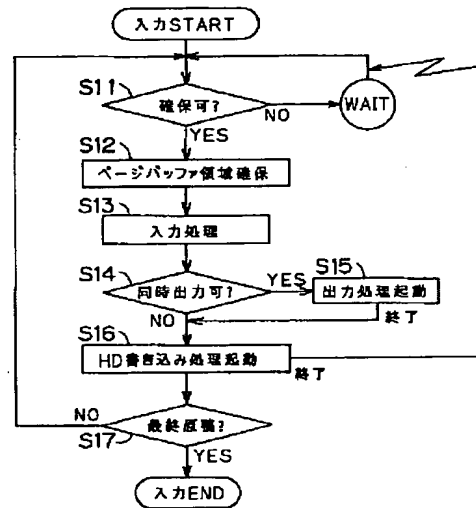 入力START
S11
確保可?
NO
WAIT
YES
S12
ページバッファ領域確保
S13
入力処理
S14
同時出力可?
YES
S15
出力処理起動
NO
終了
S16
HD書き込み処理起動
終了
NO
最終原稿?
S17
YES
入力END